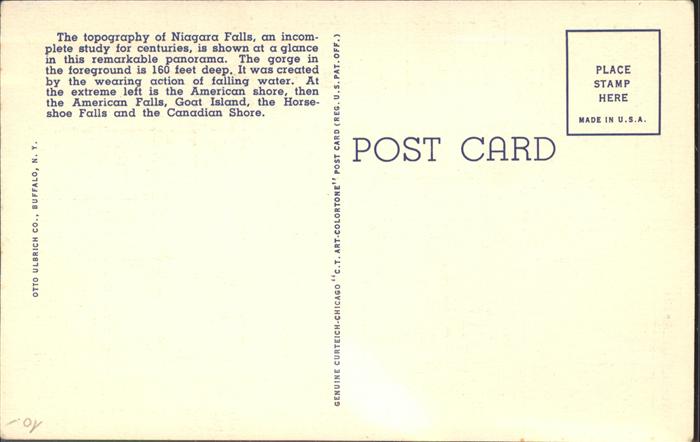 The topography of Niagara Falls, an incom-
plete study for centuries, is shown at a glance
in this remarkable panorama. The gorge in
the foreground is 160 feet deep. It was created
by the wearing action of falling water. At
the extreme left is the American shore, then
the American Falls, Goat Island, the Horse-
shoe Falls and the Canadian Shore.
OTTO ULBRICH CO., BUFFALO, N. Y.
GENUINE CURTEICH-CHICAGO "C.T. ART-COLORTONE" POST CARD (REG. U.S. PAT. OFF.)
POST CARD
PLACE
STAMP
HERE
MADE IN U.S.A.